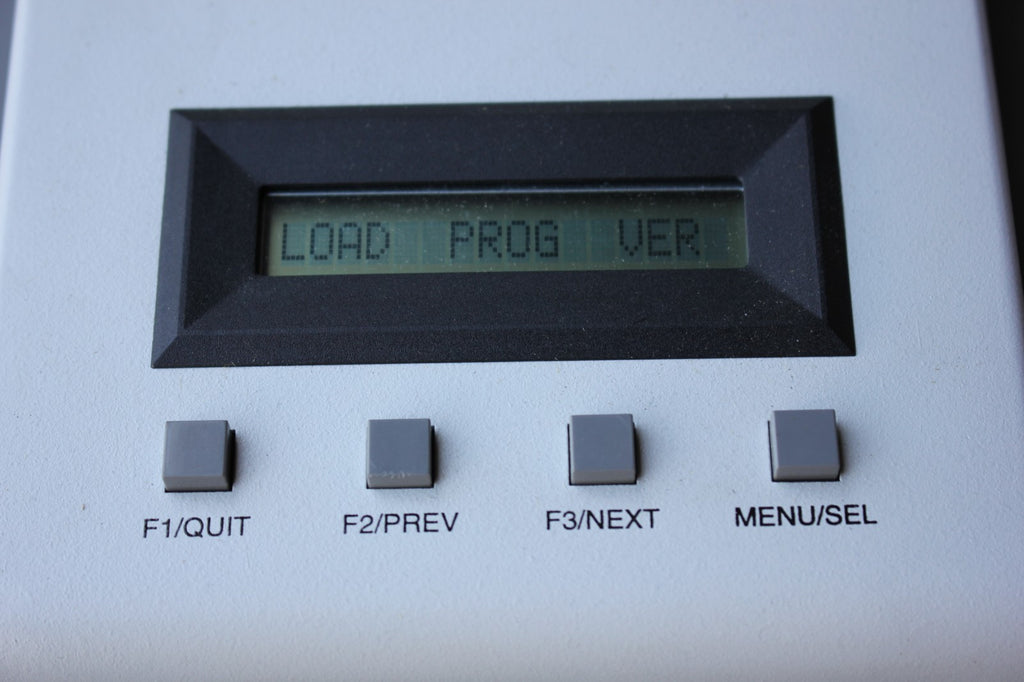 LOAD PROG VER
F1/QUIT F2/PREV F3/NEXT MENU/SEL